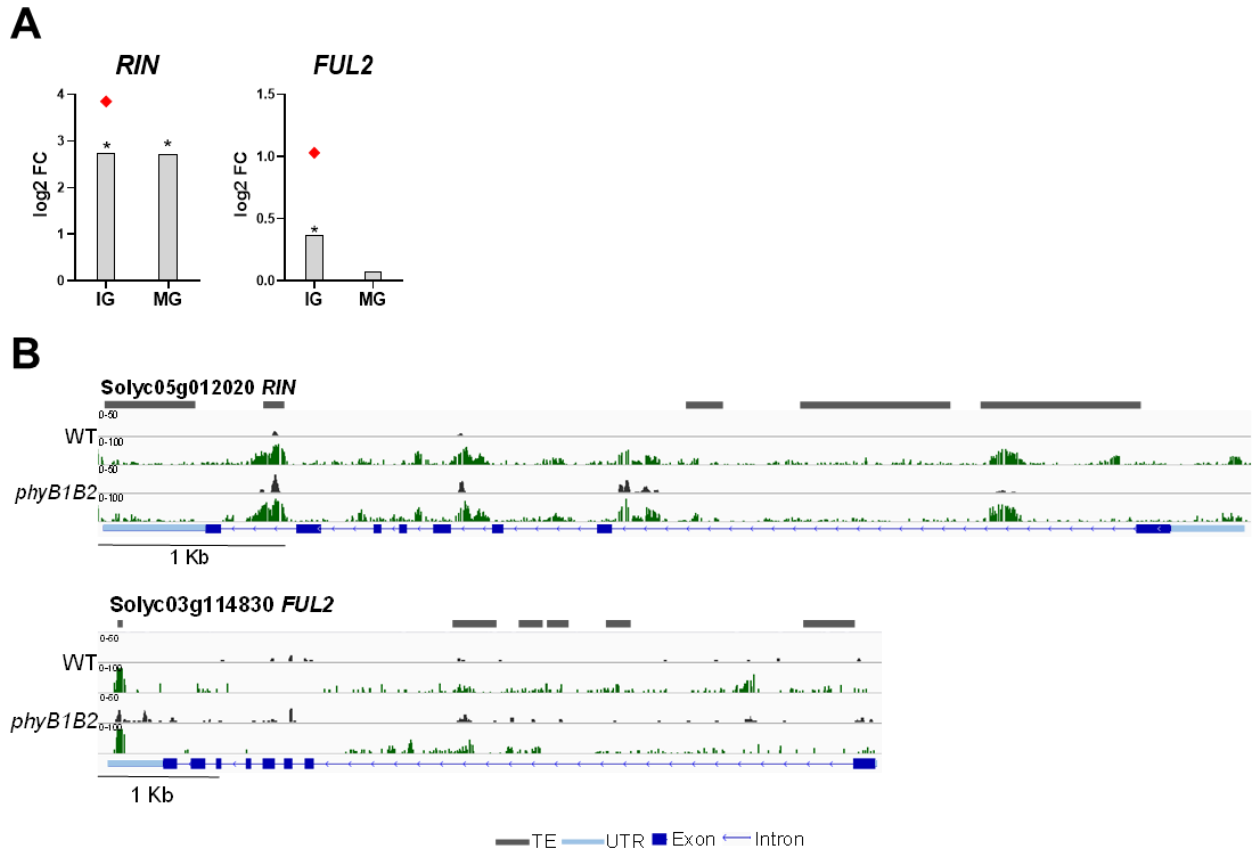 A
RIN
FUL2
4
3
2
1
0
log2 FC
*
*
IG
MG
1.5
1.0
0.5
0.0
log2 FC
*
IG
MG
B
Solyc05g012020 RIN
0-50
WT
0-100
0-50
phyB1B2
0-100
1 Kb
Solyc03g114830 FUL2
0-60
WT
0-100
0-60
phyB1B2
0-100
1 Kb
TE UTR Exon Intron